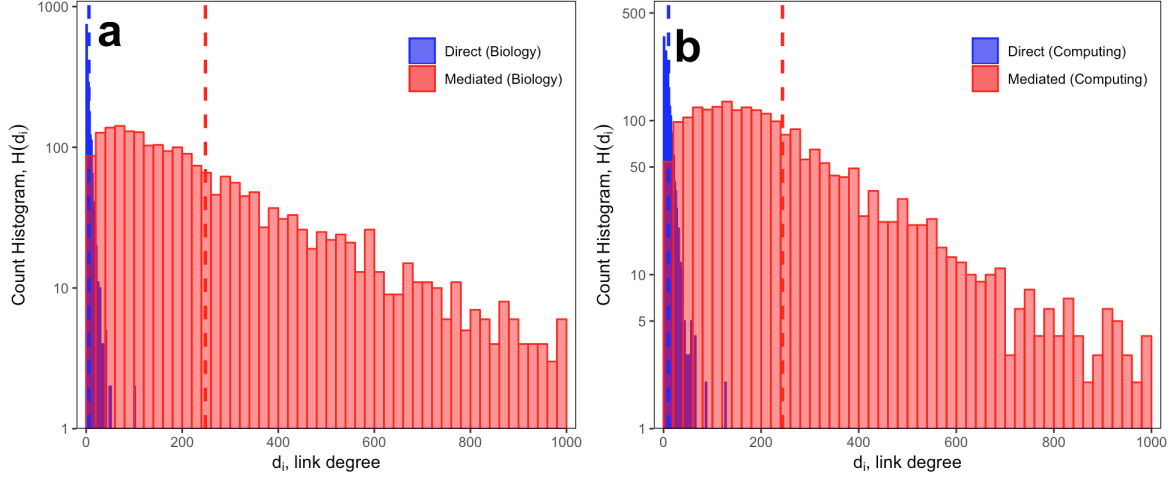 a
1000
100
10
1
Count Histogram, H(dᵢ)
Direct (Biology)
Mediated (Biology)
0
200
400
600
800
1000
dᵢ, link degree
b
500
100
50
10
5
1
Count Histogram, H(dᵢ)
Direct (Computing)
Mediated (Computing)
0
200
400
600
800
1000
dᵢ, link degree